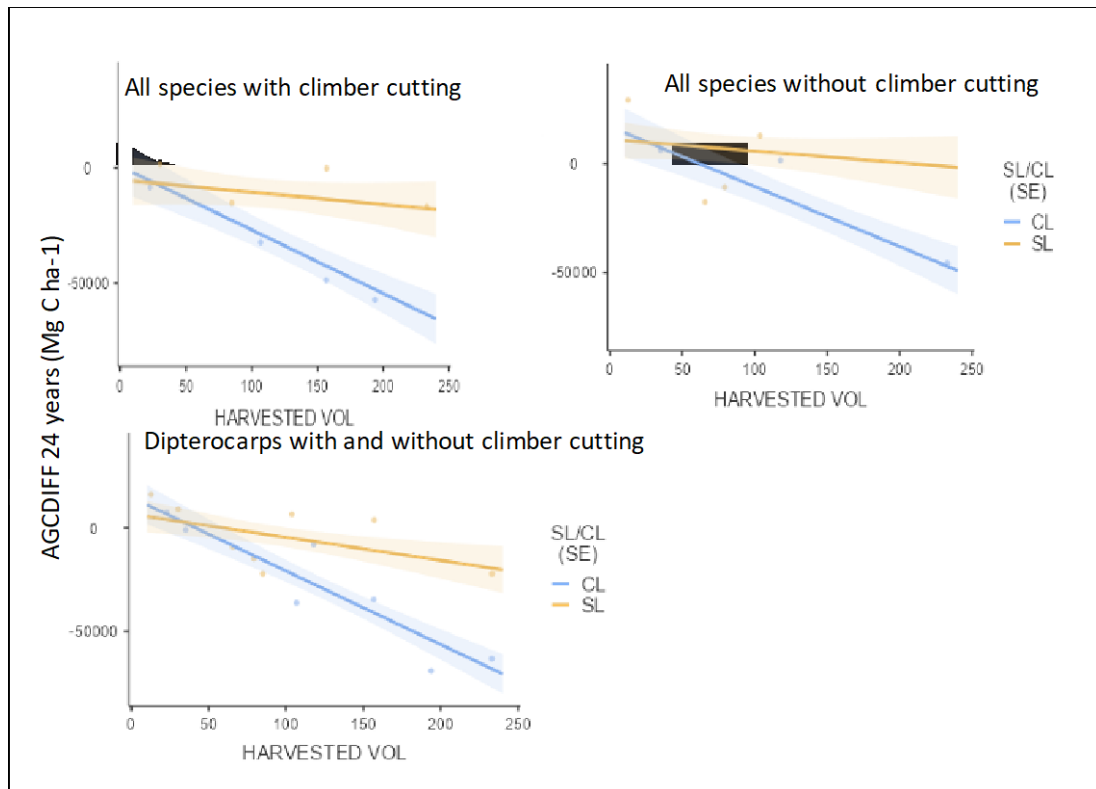 All species with climber cutting
0
-50000
0 50 100 150 200 250
HARVESTED VOL
All species without climber cutting
0
-50000
0 50 100 150 200 250
HARVESTED VOL
SL/CL
(SE)
CL
SL
AGCDIFF 24 years (Mg C ha-1)
Dipterocarps with and without climber cutting
0
-50000
0 50 100 150 200 250
HARVESTED VOL
SL/CL
(SE)
CL
SL